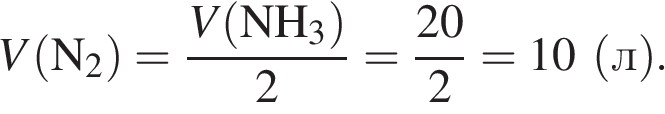 V(N₂) = V(NH₃)/2 = 20/2 = 10 (л).